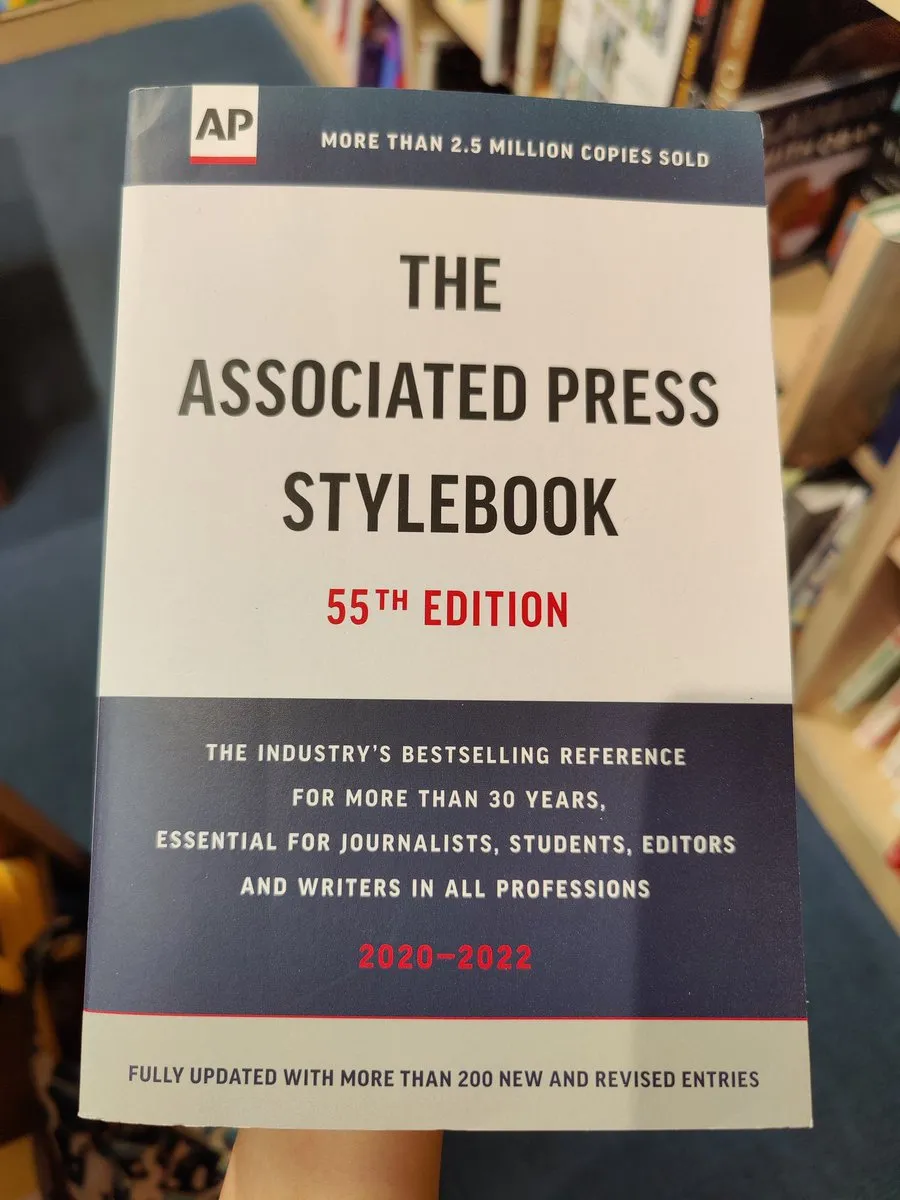 AP
MORE THAN 2.5 MILLION COPIES SOLD
THE
ASSOCIATED PRESS
STYLEBOOK
55TH EDITION
THE INDUSTRY'S BESTSELLING REFERENCE
FOR MORE THAN 30 YEARS,
ESSENTIAL FOR JOURNALISTS, STUDENTS, EDITORS
AND WRITERS IN ALL PROFESSIONS
2020–2022
FULLY UPDATED WITH MORE THAN 200 NEW AND REVISED ENTRIES